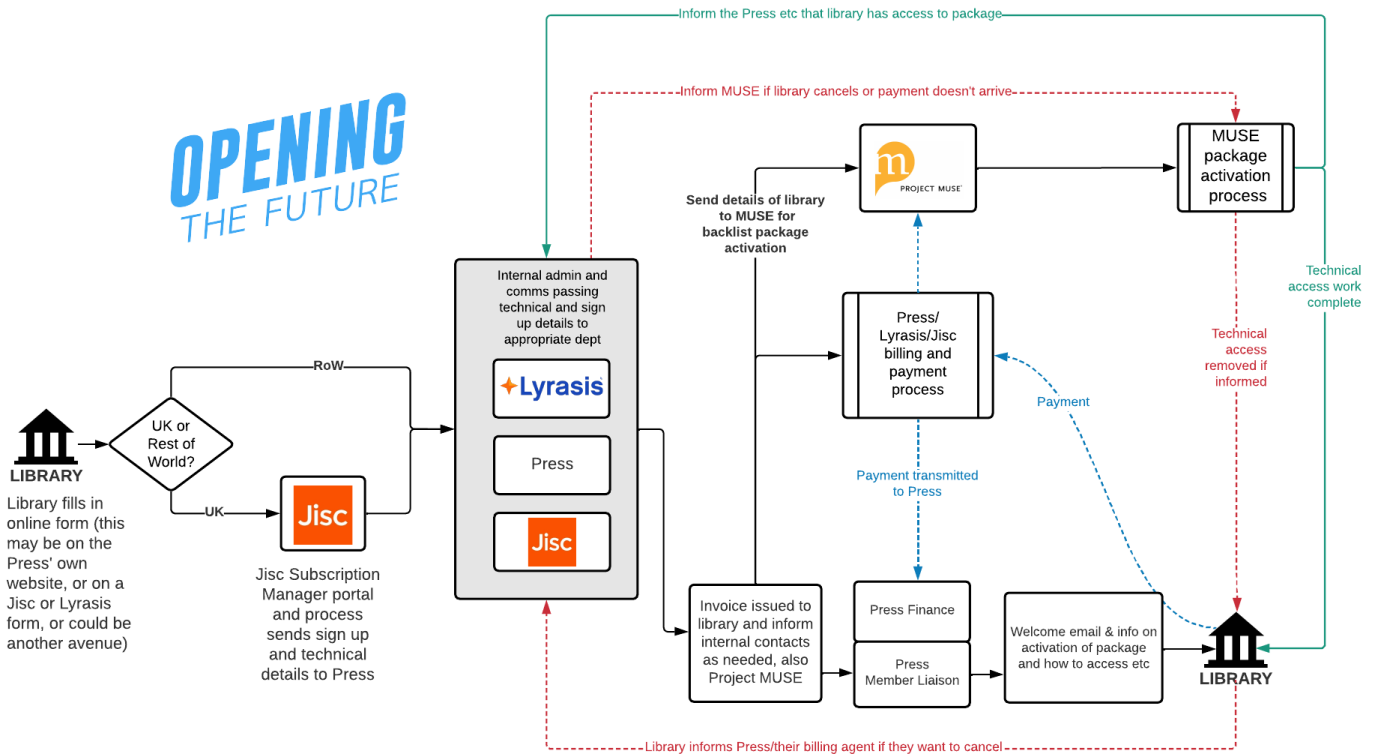 Inform the Press etc that library has access to package
Inform MUSE if library cancels or payment doesn't arrive
OPENING
THE FUTURE
m
PROJECT MUSE
MUSE
package
activation
process
Send details of library
to MUSE for
backlist package
activation
Internal admin and
comms passing
technical and sign
up details to
appropriate dept
Lyrasis
Press
Jisc
Press/
Lyrasis/Jisc
billing and
payment
process
Technical
access work
complete
Technical
access
removed if
informed
Payment
Payment transmitted
to Press
RoW
UK or
Rest of
World?
UK
LIBRARY
Library fills in
online form (this
may be on the
Press' own
website, or on a
Jisc or Lyrasis
form, or could be
another avenue)
Jisc
Jisc Subscription
Manager portal
and process
sends sign up
and technical
details to Press
Invoice issued to
library and inform
internal contacts
as needed, also
Project MUSE
Press Finance
Press
Member Liaison
Welcome email & info on
activation of package
and how to access etc
LIBRARY
Library informs Press/their billing agent if they want to cancel